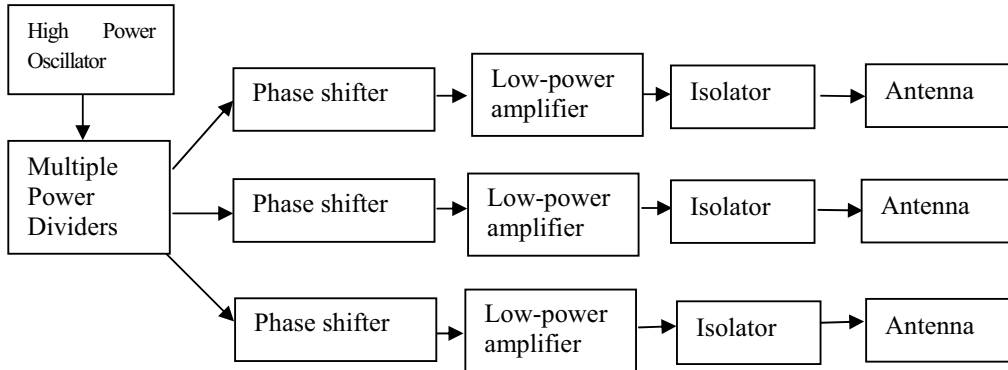 High Power
Oscillator
Multiple
Power
Dividers
Phase shifter
Low-power
amplifier
Isolator
Antenna
Phase shifter
Low-power
amplifier
Isolator
Antenna
Phase shifter
Low-power
amplifier
Isolator
Antenna